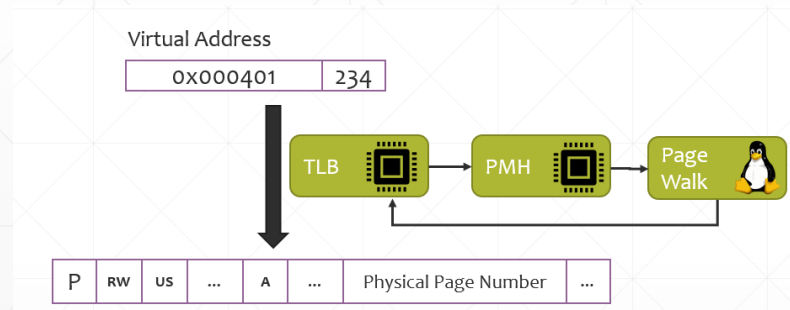 Virtual Address
0x000401 234
TLB PMH Page
Walk
P RW US ... A ... Physical Page Number ...